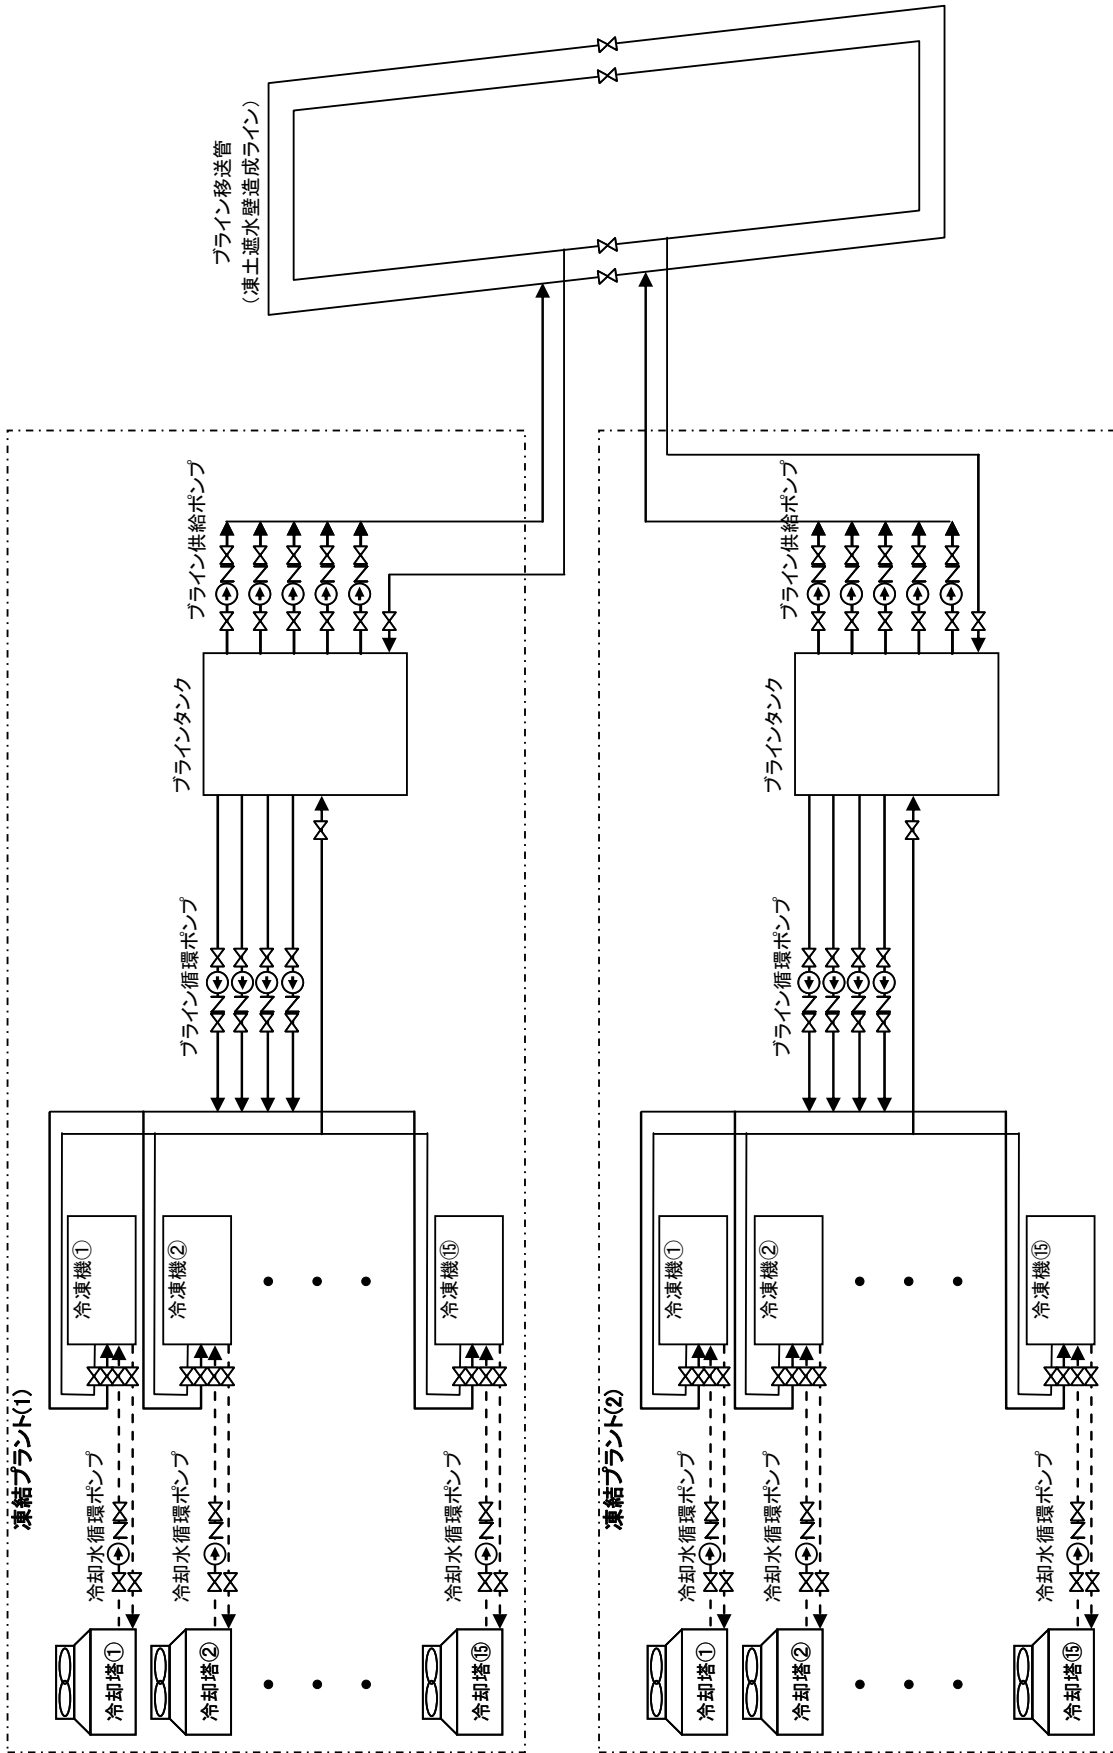 ブライン移送管
（凍土遮水壁造成ライン）
凍結プラント(1)
ブライン供給ポンプ
ブラインタンク
ブライン循環ポンプ
冷凍機①
冷凍機②
冷凍機⑮
冷却水循環ポンプ
冷却水循環ポンプ
冷却水循環ポンプ
冷却塔①
冷却塔②
冷却塔⑮
凍結プラント(2)
ブライン供給ポンプ
ブラインタンク
ブライン循環ポンプ
冷凍機①
冷凍機②
冷凍機⑮
冷却水循環ポンプ
冷却水循環ポンプ
冷却水循環ポンプ
冷却塔①
冷却塔②
冷却塔⑮